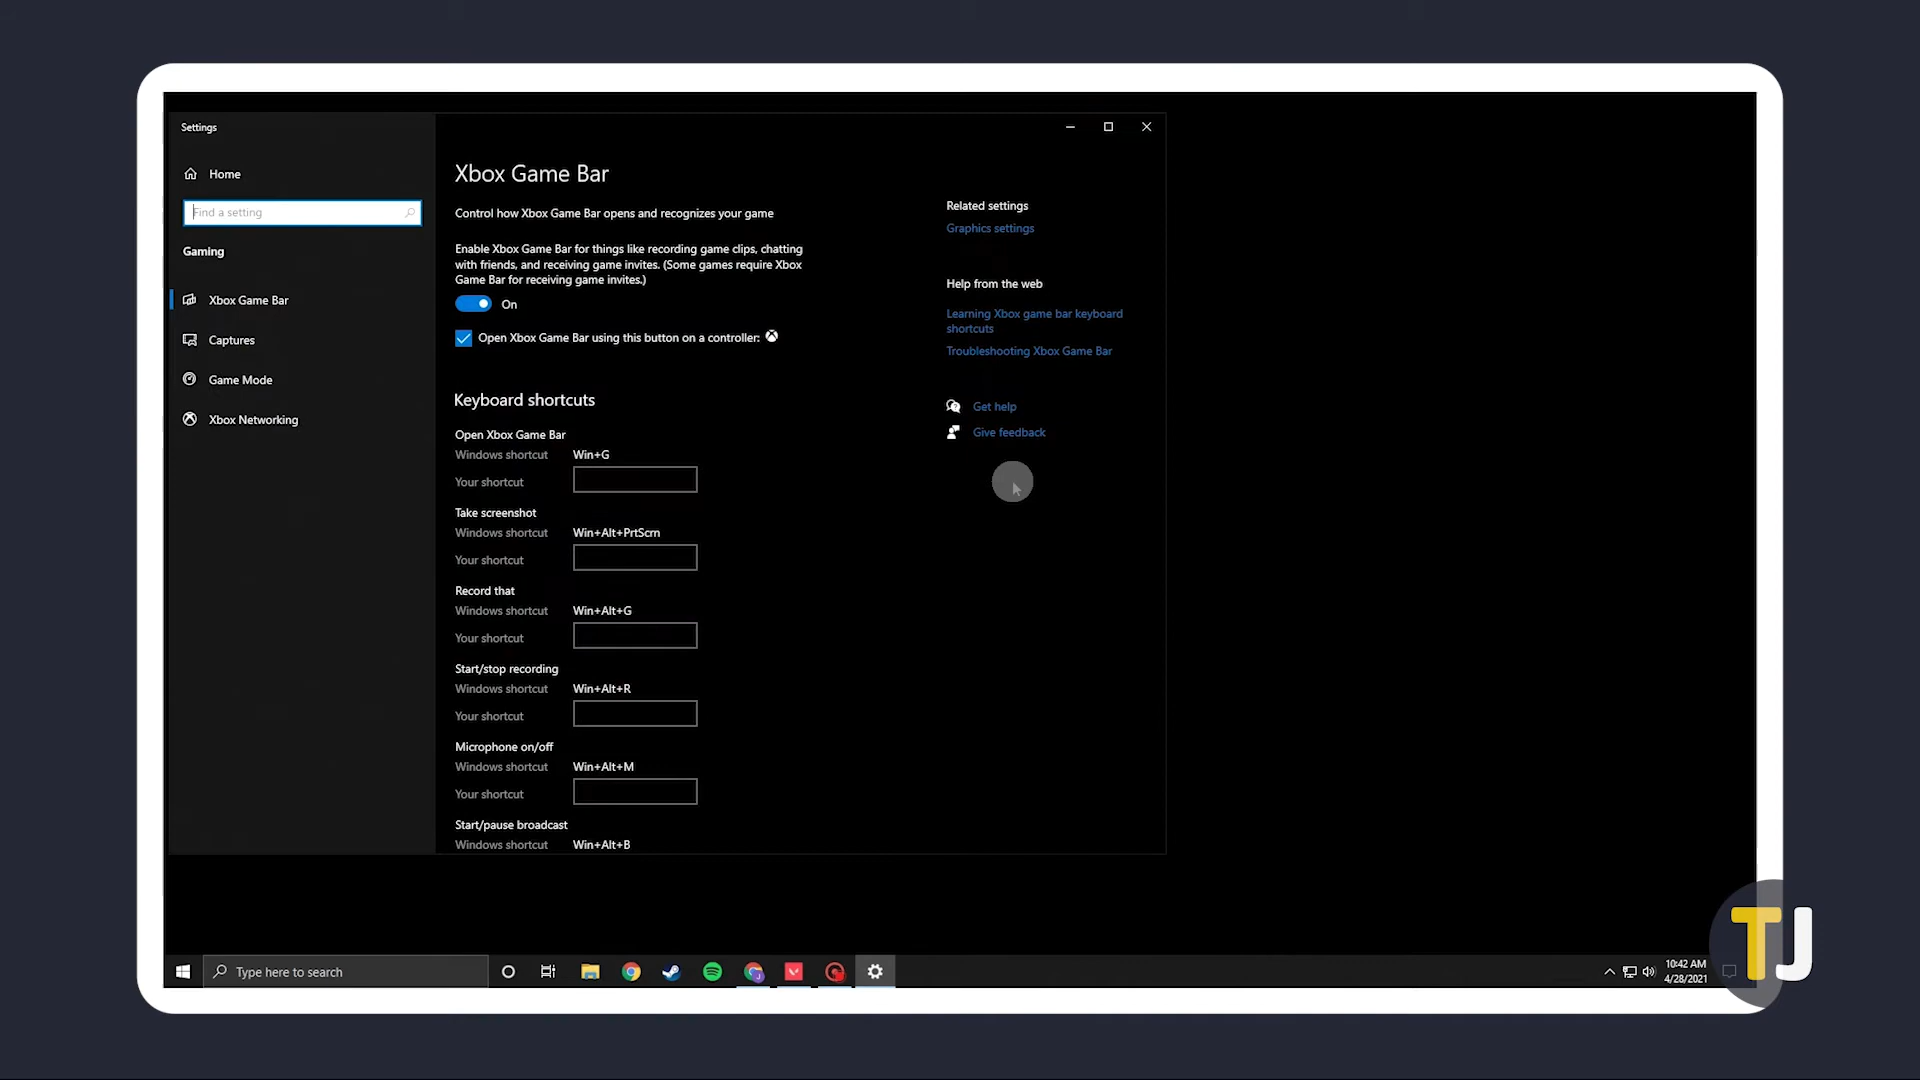 Settings
Home
Find a setting
Gaming
Xbox Game Bar
Captures
Game Mode
Xbox Networking
Xbox Game Bar
Control how Xbox Game Bar opens and recognizes your game
Enable Xbox Game Bar for things like recording game clips, chatting
with friends, and receiving game invites. (Some games require Xbox
Game Bar for receiving game invites.)
On
Open Xbox Game Bar using this button on a controller:
Keyboard shortcuts
Open Xbox Game Bar
Windows shortcut Win+G
Your shortcut
Take screenshot
Windows shortcut Win+Alt+PrtScrn
Your shortcut
Record that
Windows shortcut Win+Alt+G
Your shortcut
Start/stop recording
Windows shortcut Win+Alt+R
Your shortcut
Microphone on/off
Windows shortcut Win+Alt+M
Your shortcut
Start/pause broadcast
Windows shortcut Win+Alt+B
Related settings
Graphics settings
Help from the web
Learning Xbox game bar keyboard
shortcuts
Troubleshooting Xbox Game Bar
Get help
Give feedback
Type here to search
10:42 AM
4/28/2021
TJ